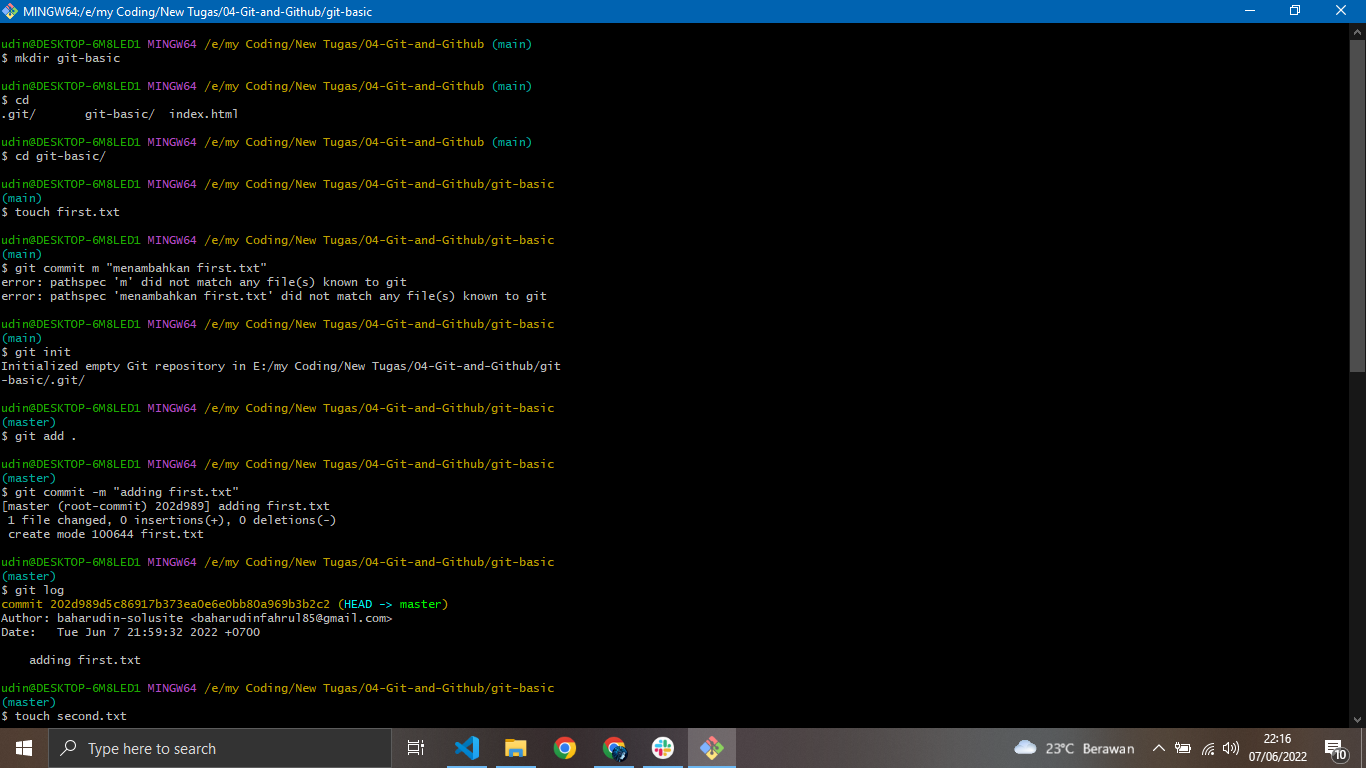 MINGW64:/e/my Coding/New Tugas/04-Git-and-Github/git-basic
udin@DESKTOP-6M8LED1 MINGW64 /e/my Coding/New Tugas/04-Git-and-Github (main)
$ mkdir git-basic
udin@DESKTOP-6M8LED1 MINGW64 /e/my Coding/New Tugas/04-Git-and-Github (main)
$ cd
.git/       git-basic/  index.html
udin@DESKTOP-6M8LED1 MINGW64 /e/my Coding/New Tugas/04-Git-and-Github (main)
$ cd git-basic/
udin@DESKTOP-6M8LED1 MINGW64 /e/my Coding/New Tugas/04-Git-and-Github/git-basic
(main)
$ touch first.txt
udin@DESKTOP-6M8LED1 MINGW64 /e/my Coding/New Tugas/04-Git-and-Github/git-basic
(main)
$ git commit m "menambahkan first.txt"
error: pathspec 'm' did not match any file(s) known to git
error: pathspec 'menambahkan first.txt' did not match any file(s) known to git
udin@DESKTOP-6M8LED1 MINGW64 /e/my Coding/New Tugas/04-Git-and-Github/git-basic
(main)
$ git init
Initialized empty Git repository in E:/my Coding/New Tugas/04-Git-and-Github/git
-basic/.git/
udin@DESKTOP-6M8LED1 MINGW64 /e/my Coding/New Tugas/04-Git-and-Github/git-basic
(master)
$ git add .
udin@DESKTOP-6M8LED1 MINGW64 /e/my Coding/New Tugas/04-Git-and-Github/git-basic
(master)
$ git commit -m "adding first.txt"
[master (root-commit) 202d989] adding first.txt
 1 file changed, 0 insertions(+), 0 deletions(-)
 create mode 100644 first.txt
udin@DESKTOP-6M8LED1 MINGW64 /e/my Coding/New Tugas/04-Git-and-Github/git-basic
(master)
$ git log
commit 202d989d5c86917b373ea0e6e0bb80a969b3b2c2 (HEAD -> master)
Author: baharudin-solusite <baharudinfahrul85@gmail.com>
Date:   Tue Jun 7 21:59:32 2022 +0700
    adding first.txt
udin@DESKTOP-6M8LED1 MINGW64 /e/my Coding/New Tugas/04-Git-and-Github/git-basic
(master)
$ touch second.txt
Type here to search
23°C Berawan
22:16
07/06/2022
10